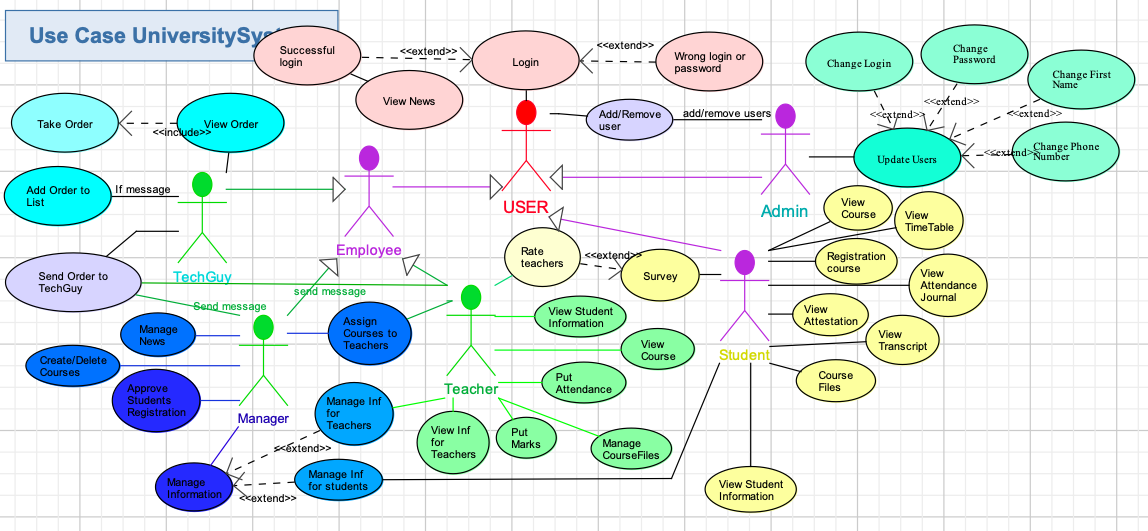 Use Case UniversitySys
Successful
login
<<extend>>
Login
<<extend>>
Wrong login or
password
View News
Change Login
Change
Password
Change First
Name
<<extend>>
<<extend>>
<<extend>>
<<extend>>
Change Phone
Number
Update Users
Take Order
<<include>>
View Order
Add/Remove
user
add/remove users
Add Order to
List
If message
USER
Admin
Employee
TechGuy
Send Order to
TechGuy
Send message
send message
Rate
teachers
<<extend>>
Survey
View
Course
View
TimeTable
Registration
course
View
Attendance
Journal
View
Attestation
View
Transcript
Course
Files
Student
View Student
Information
Manage
News
Create/Delete
Courses
Approve
Students
Registration
Manager
Assign
Courses to
Teachers
Manage Inf
for
Teachers
<<extend>>
Manage
Information
<<extend>>
Manage Inf
for students
Teacher
View Student
Information
View
Course
Put
Attendance
View Inf
for
Teachers
Put
Marks
Manage
CourseFiles